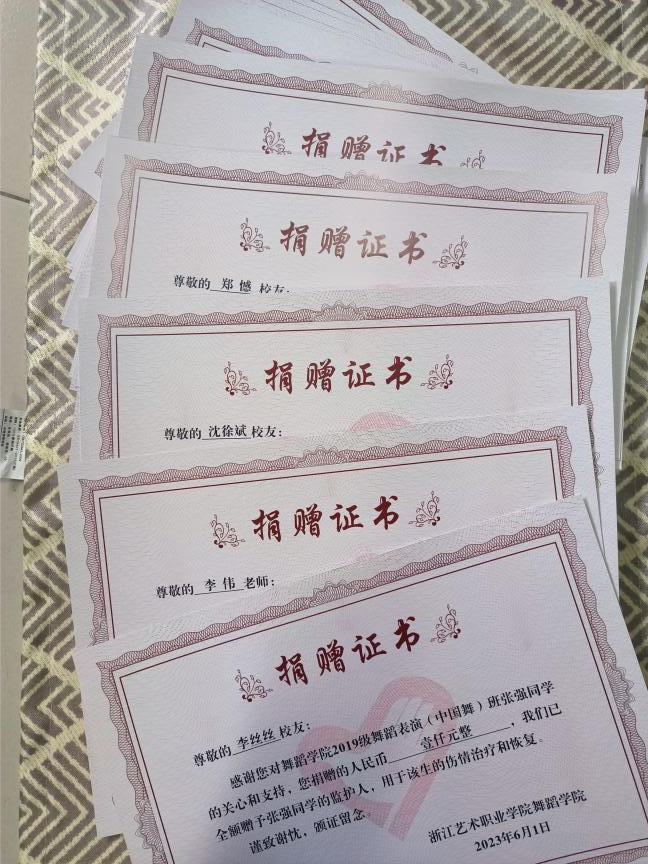 捐赠证书
捐赠证书
尊敬的 郑憾 校友:
捐赠证书
尊敬的 沈徐斌 校友:
捐赠证书
尊敬的 李伟 老师:
捐赠证书
尊敬的 李丝丝 校友:
感谢您对舞蹈学院2019级舞蹈表演（中国舞）班张强同学
的关心和支持，您捐赠的人民币 壹仟元整 ，我们已
全额赠予张强同学的监护人，用于该生的伤情治疗和恢复。
谨致谢忱，颁证留念。
浙江艺术职业学院舞蹈学院
2023年6月1日